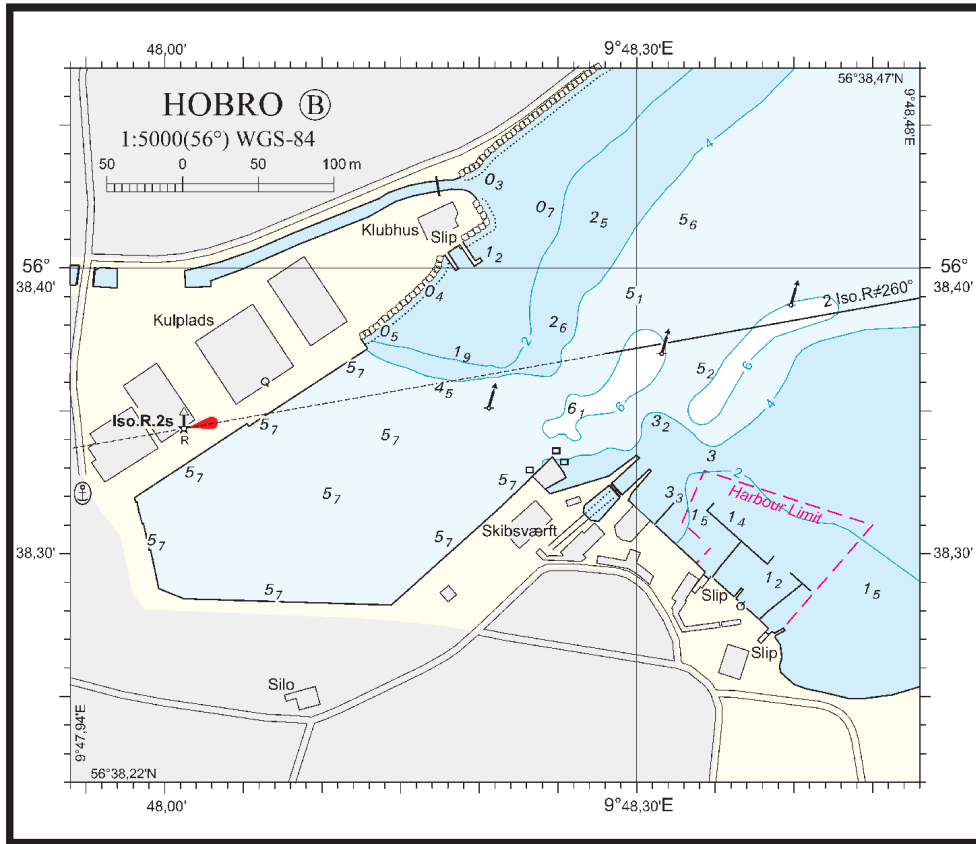 48,00'
9°48,30'E
56°38,47'N
9°48,48'E
HOBRO Ⓑ
1:5000(56°) WGS-84
50 0 50 100 m
0₃
0₇
2₅
5₆
4
Klubhus
Slip
1₂
56°
38,40'
56°
38,40'
0₄
5₁
2 Iso.R≠260°
Kulplads
0₅
2₆
2
1₉
5₇
5₂
6
4₅
4
6₁
6
Iso.R.2s
R
5₇
5₇
3₂
3
5₇
5₇
2
5₇
3₃
1₅
1₄
Harbour Limit
Skibsværft
5₇
5₇
38,30'
38,30'
1₂
1₅
5₇
Slip
Slip
Silo
9°47,94'E
56°38,22'N
48,00'
9°48,30'E